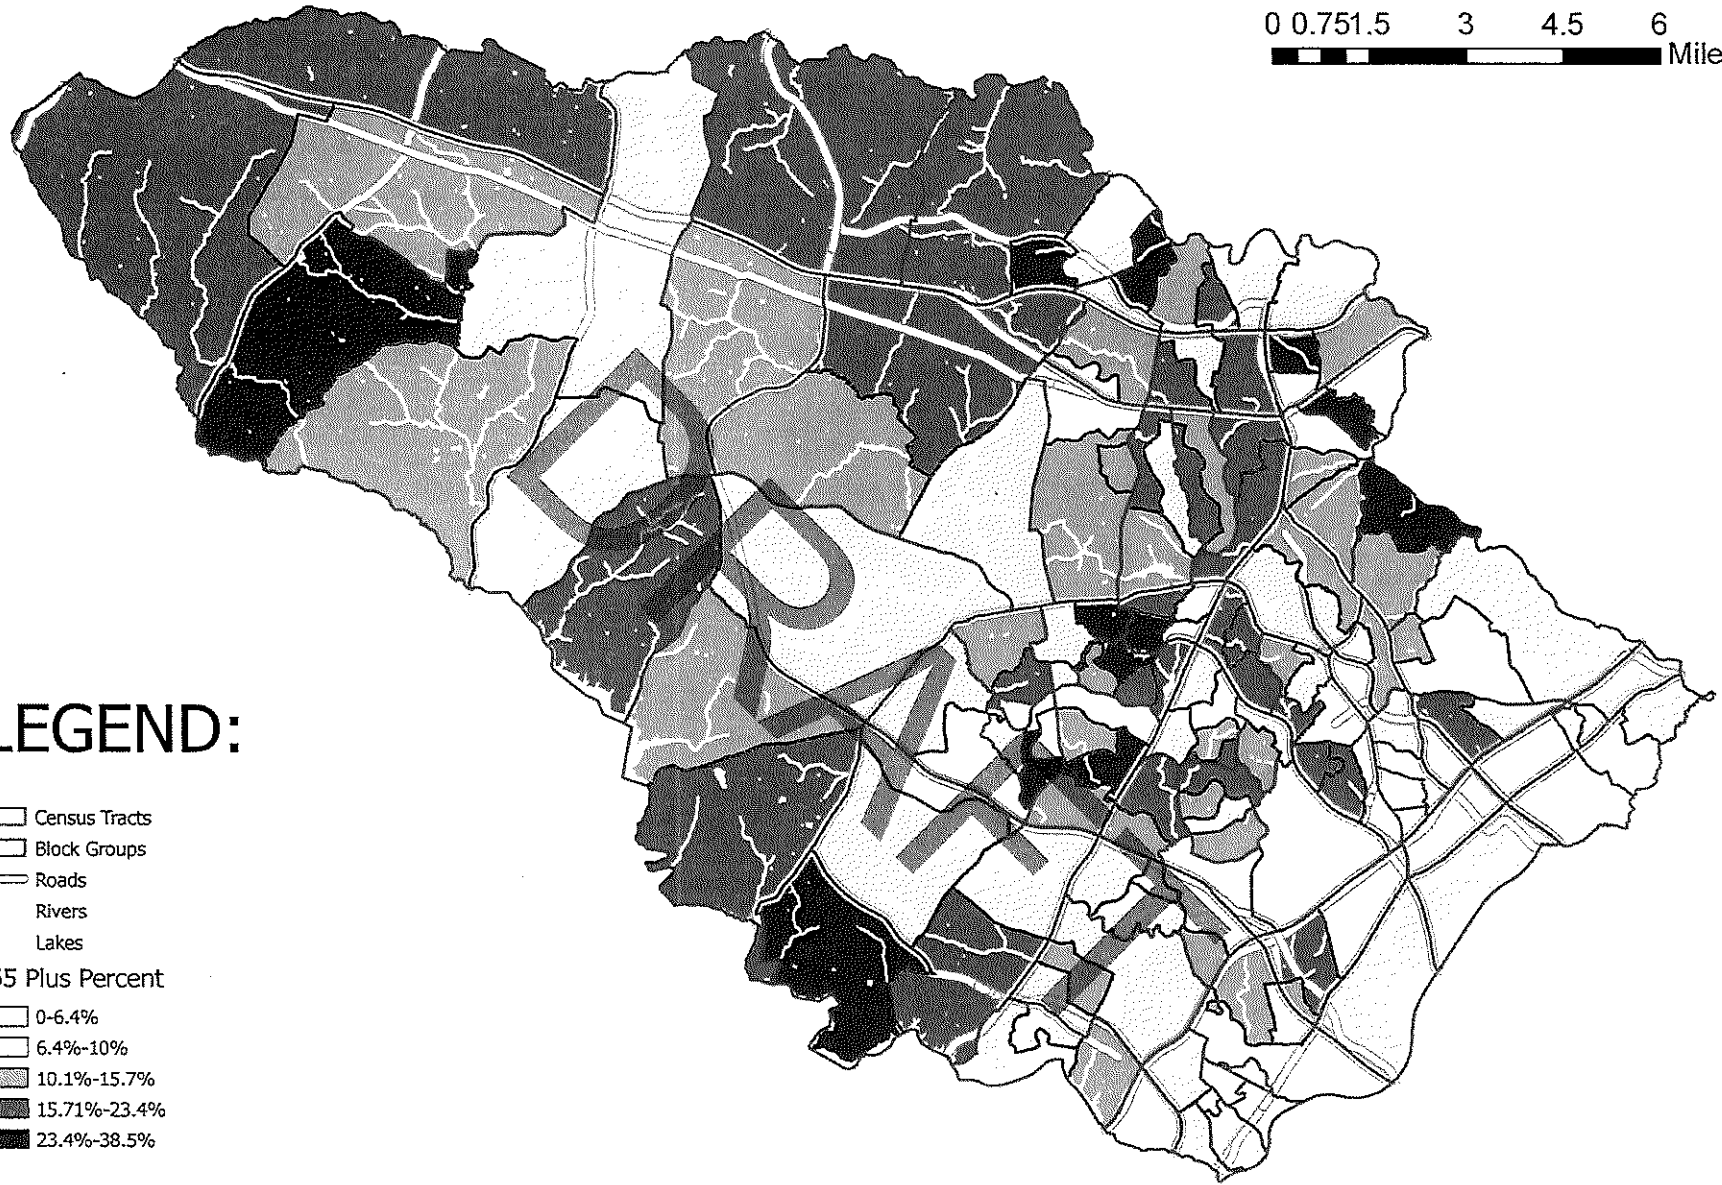 0 0.751.5 3 4.5 6
Mile
DRAFT
LEGEND:
Census Tracts
Block Groups
Roads
Rivers
Lakes
65 Plus Percent
0-6.4%
6.4%-10%
10.1%-15.7%
15.71%-23.4%
23.4%-38.5%